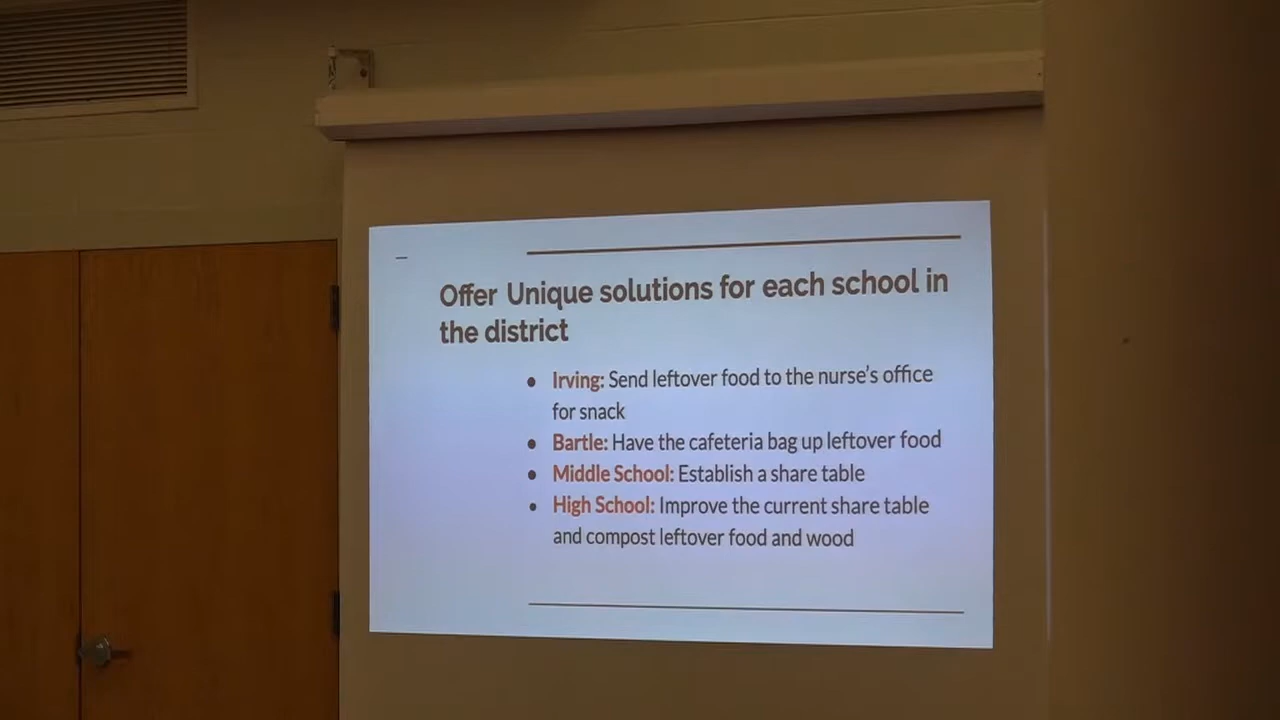 Offer Unique solutions for each school in
the district
• Irving: Send leftover food to the nurse's office
for snack
• Bartle: Have the cafeteria bag up leftover food
• Middle School: Establish a share table
• High School: Improve the current share table
and compost leftover food and wood